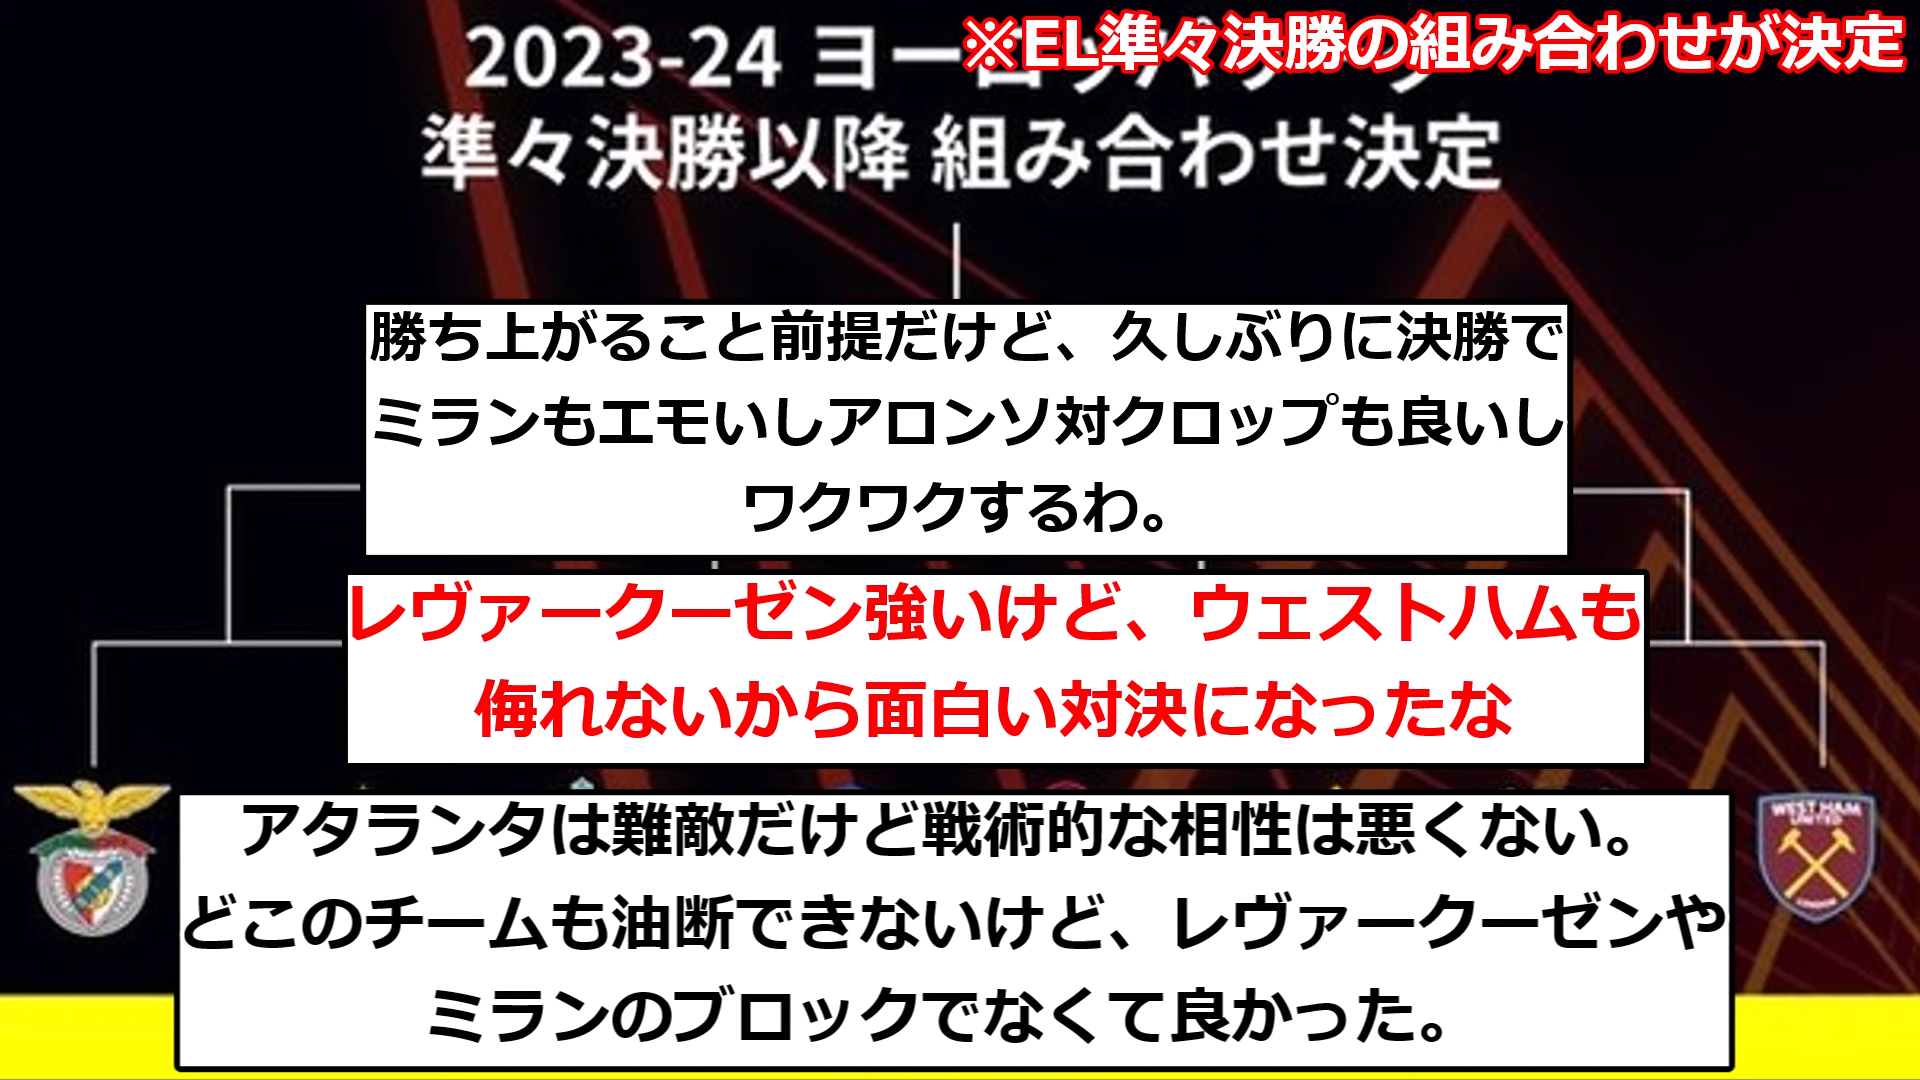 ※EL準々決勝の組み合わせが決定
2023-24 ヨーロッパリーグ
準々決勝以降 組み合わせ決定
勝ち上がること前提だけど、久しぶりに決勝で
ミランもエモいしアロンソ対クロップも良いし
ワクワクするわ。
レヴァークーゼン強いけど、ウェストハムも
侮れないから面白い対決になったな
アタランタは難敵だけど戦術的な相性は悪くない。
どこのチームも油断できないけど、レヴァークーゼンや
ミランのブロックでなくて良かった。
WEST HAM
UNITED
LONDON